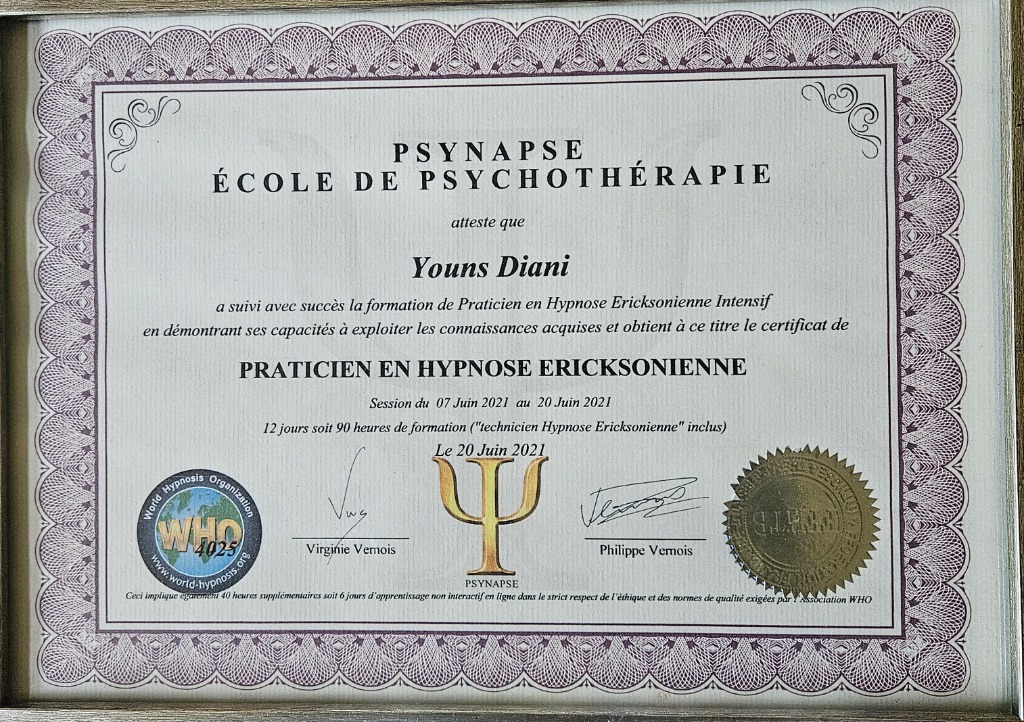 PSYNAPSE
ÉCOLE DE PSYCHOTHÉRAPIE
atteste que
Youns Diani
a suivi avec succès la formation de Praticien en Hypnose Ericksonienne Intensif
en démontrant ses capacités à exploiter les connaissances acquises et obtient à ce titre le certificat de
PRATICIEN EN HYPNOSE ERICKSONIENNE
Session du 07 Juin 2021 au 20 Juin 2021
12 jours soit 90 heures de formation ("technicien Hypnose Ericksonienne" inclus)
Le 20 Juin 2021
World Hypnosis Organization
WHO
4025
www.world-hypnosis.org
Virginie Vernois
PSYNAPSE
Philippe Vernois
Ceci implique également 40 heures supplémentaires soit 6 jours d'apprentissage non interactif en ligne dans le strict respect de l'éthique et des normes de qualité exigées par l'Association WHO